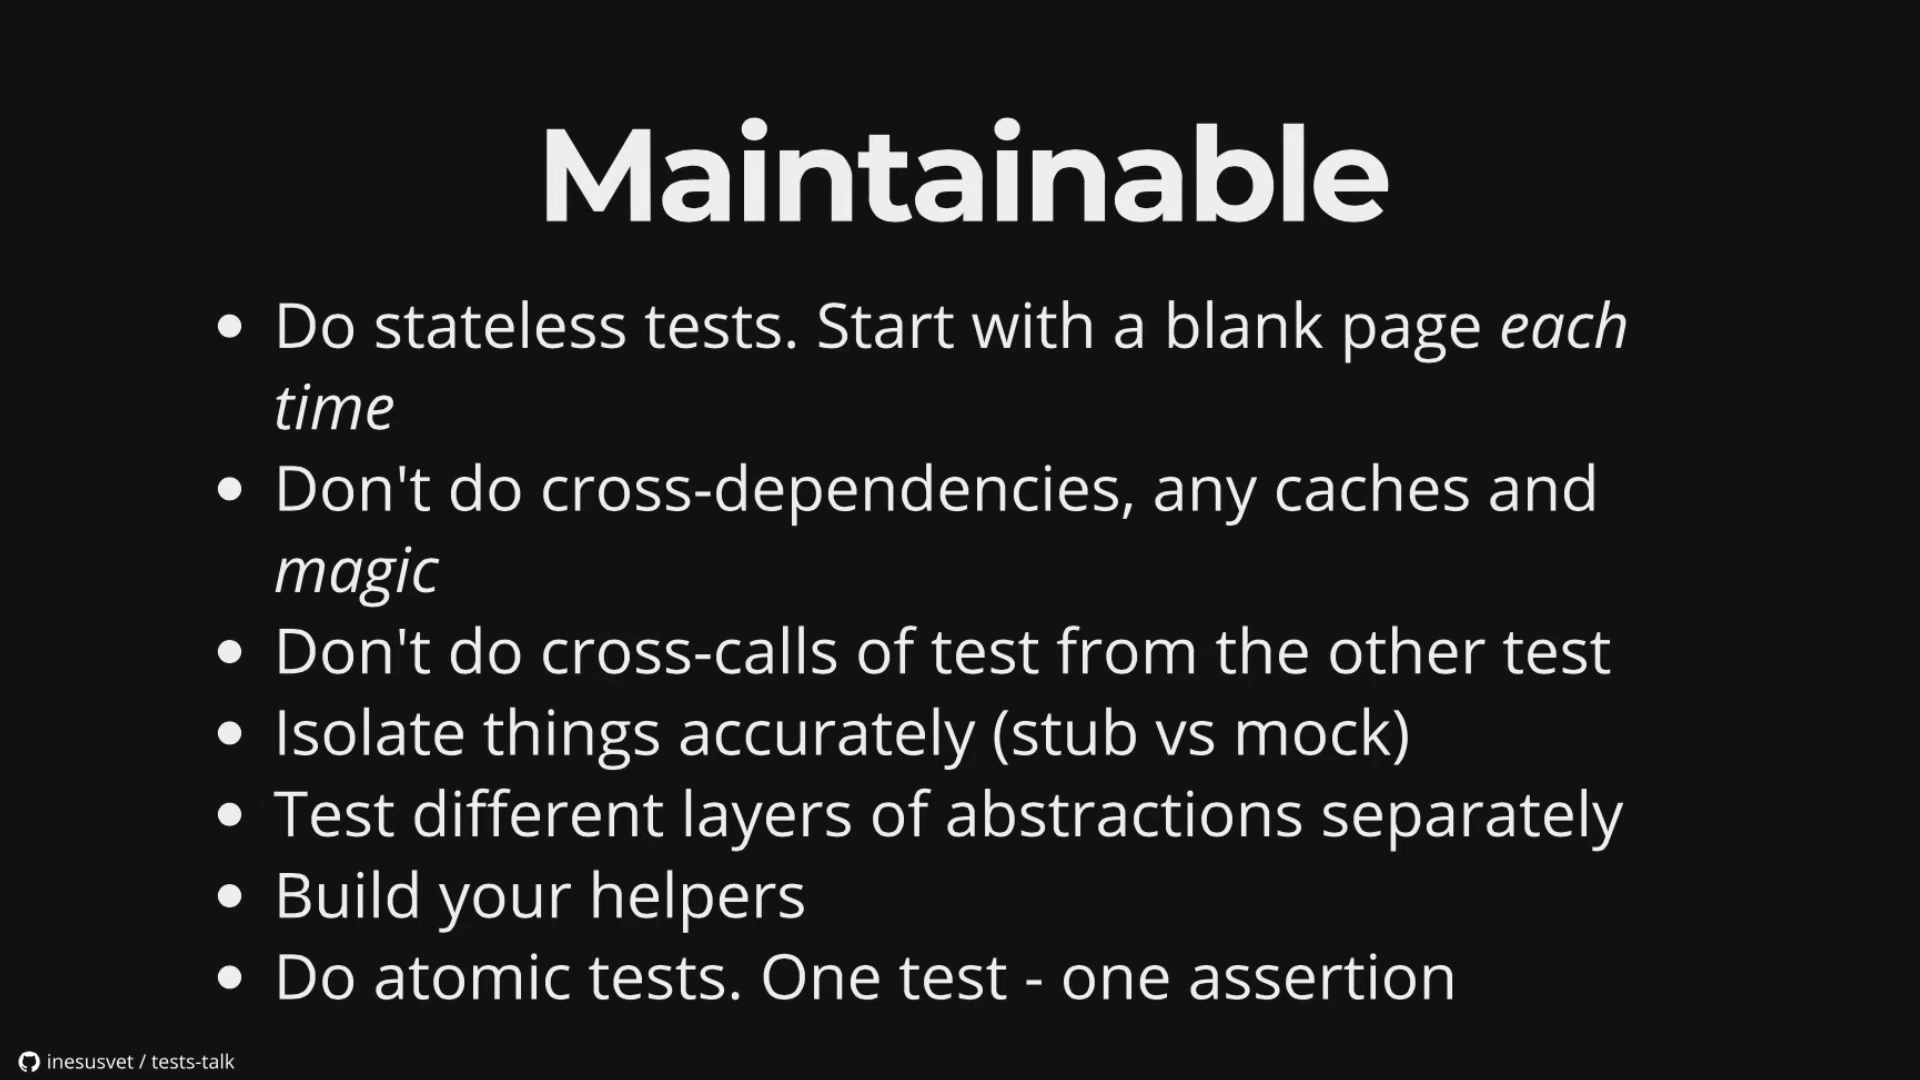 Maintainable
Do stateless tests. Start with a blank page each
time
Don't do cross-dependencies, any caches and
magic
Don't do cross-calls of test from the other test
Isolate things accurately (stub vs mock)
Test different layers of abstractions separately
Build your helpers
Do atomic tests. One test - one assertion
inesusvet / tests-talk